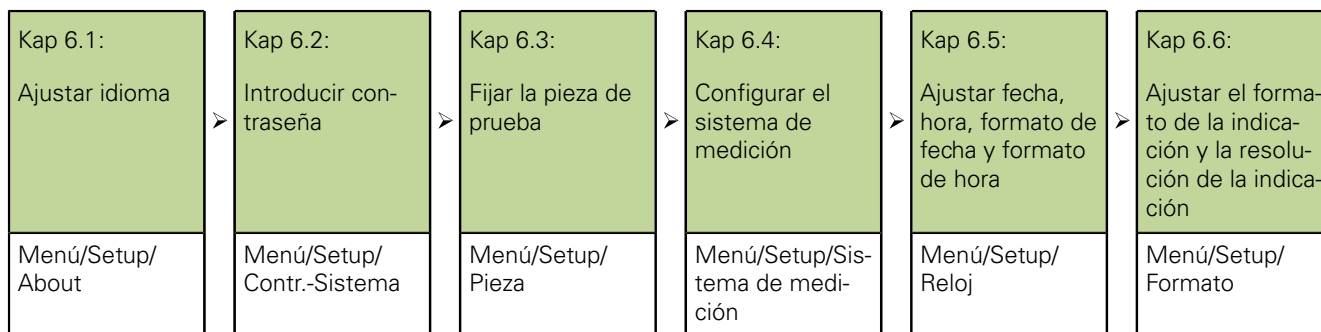 Kap 6.1:
Ajustar idioma
Menú/Setup/
About
➢
Kap 6.2:
Introducir con-
traseña
Menú/Setup/
Contr.-Sistema
➢
Kap 6.3:
Fijar la pieza de
prueba
Menú/Setup/
Pieza
➢
Kap 6.4:
Configurar el
sistema de
medición
Menú/Setup/Sis-
tema de medi-
ción
➢
Kap 6.5:
Ajustar fecha,
hora, formato de
fecha y formato
de hora
Menú/Setup/
Reloj
➢
Kap 6.6:
Ajustar el forma-
to de la indica-
ción y la resolu-
ción de la indica-
ción
Menú/Setup/
Formato